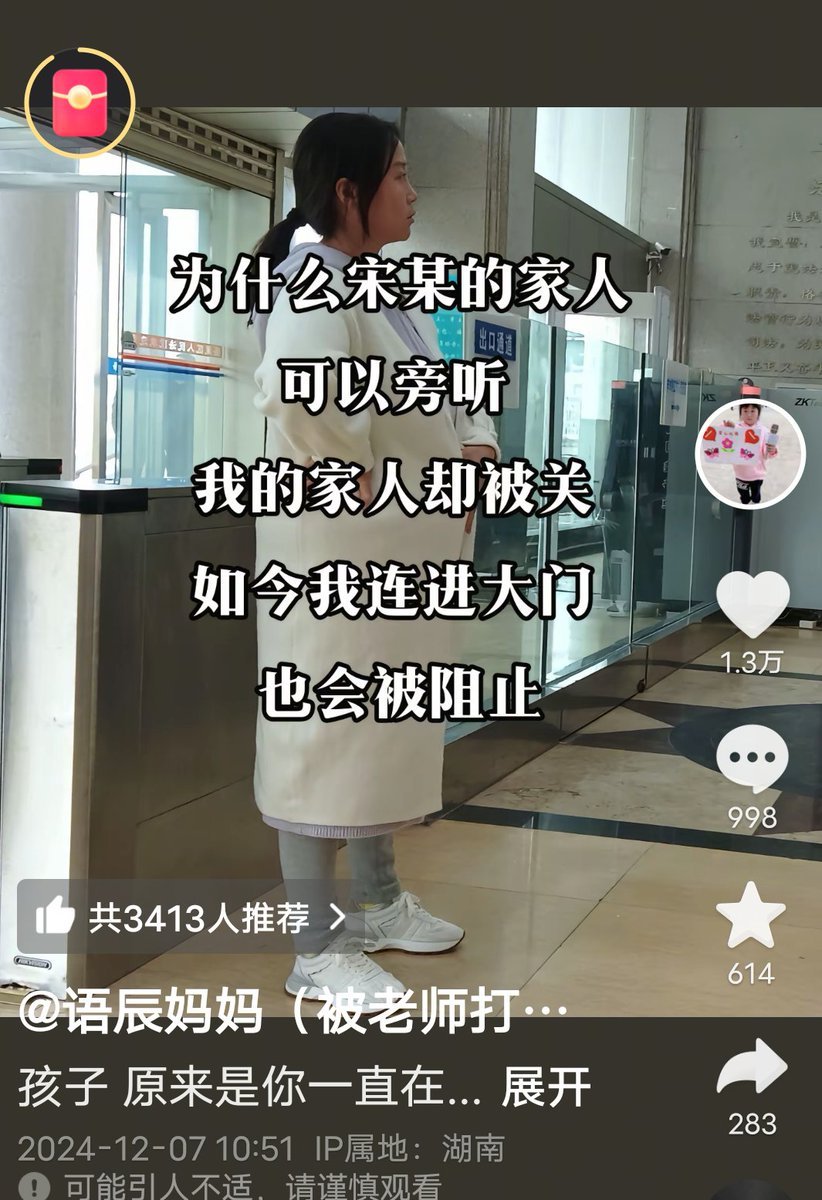 为什么宋某的家人
可以旁听
我的家人却被关
如今我连进大门
也会被阻止
出口通道
1.3万
998
共3413人推荐
614
@语辰妈妈（被老师打…
孩子 原来是你一直在... 展开
283
2024-12-07 10:51 IP属地：湖南
可能引人不适，请谨慎观看